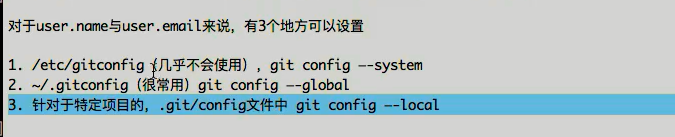 对于user.name与user.email来说，有3个地方可以设置
1. /etc/gitconfig（几乎不会使用）, git config --system
2. ~/.gitconfig（很常用）git config --global
3. 针对于特定项目的, .git/config文件中 git config --local